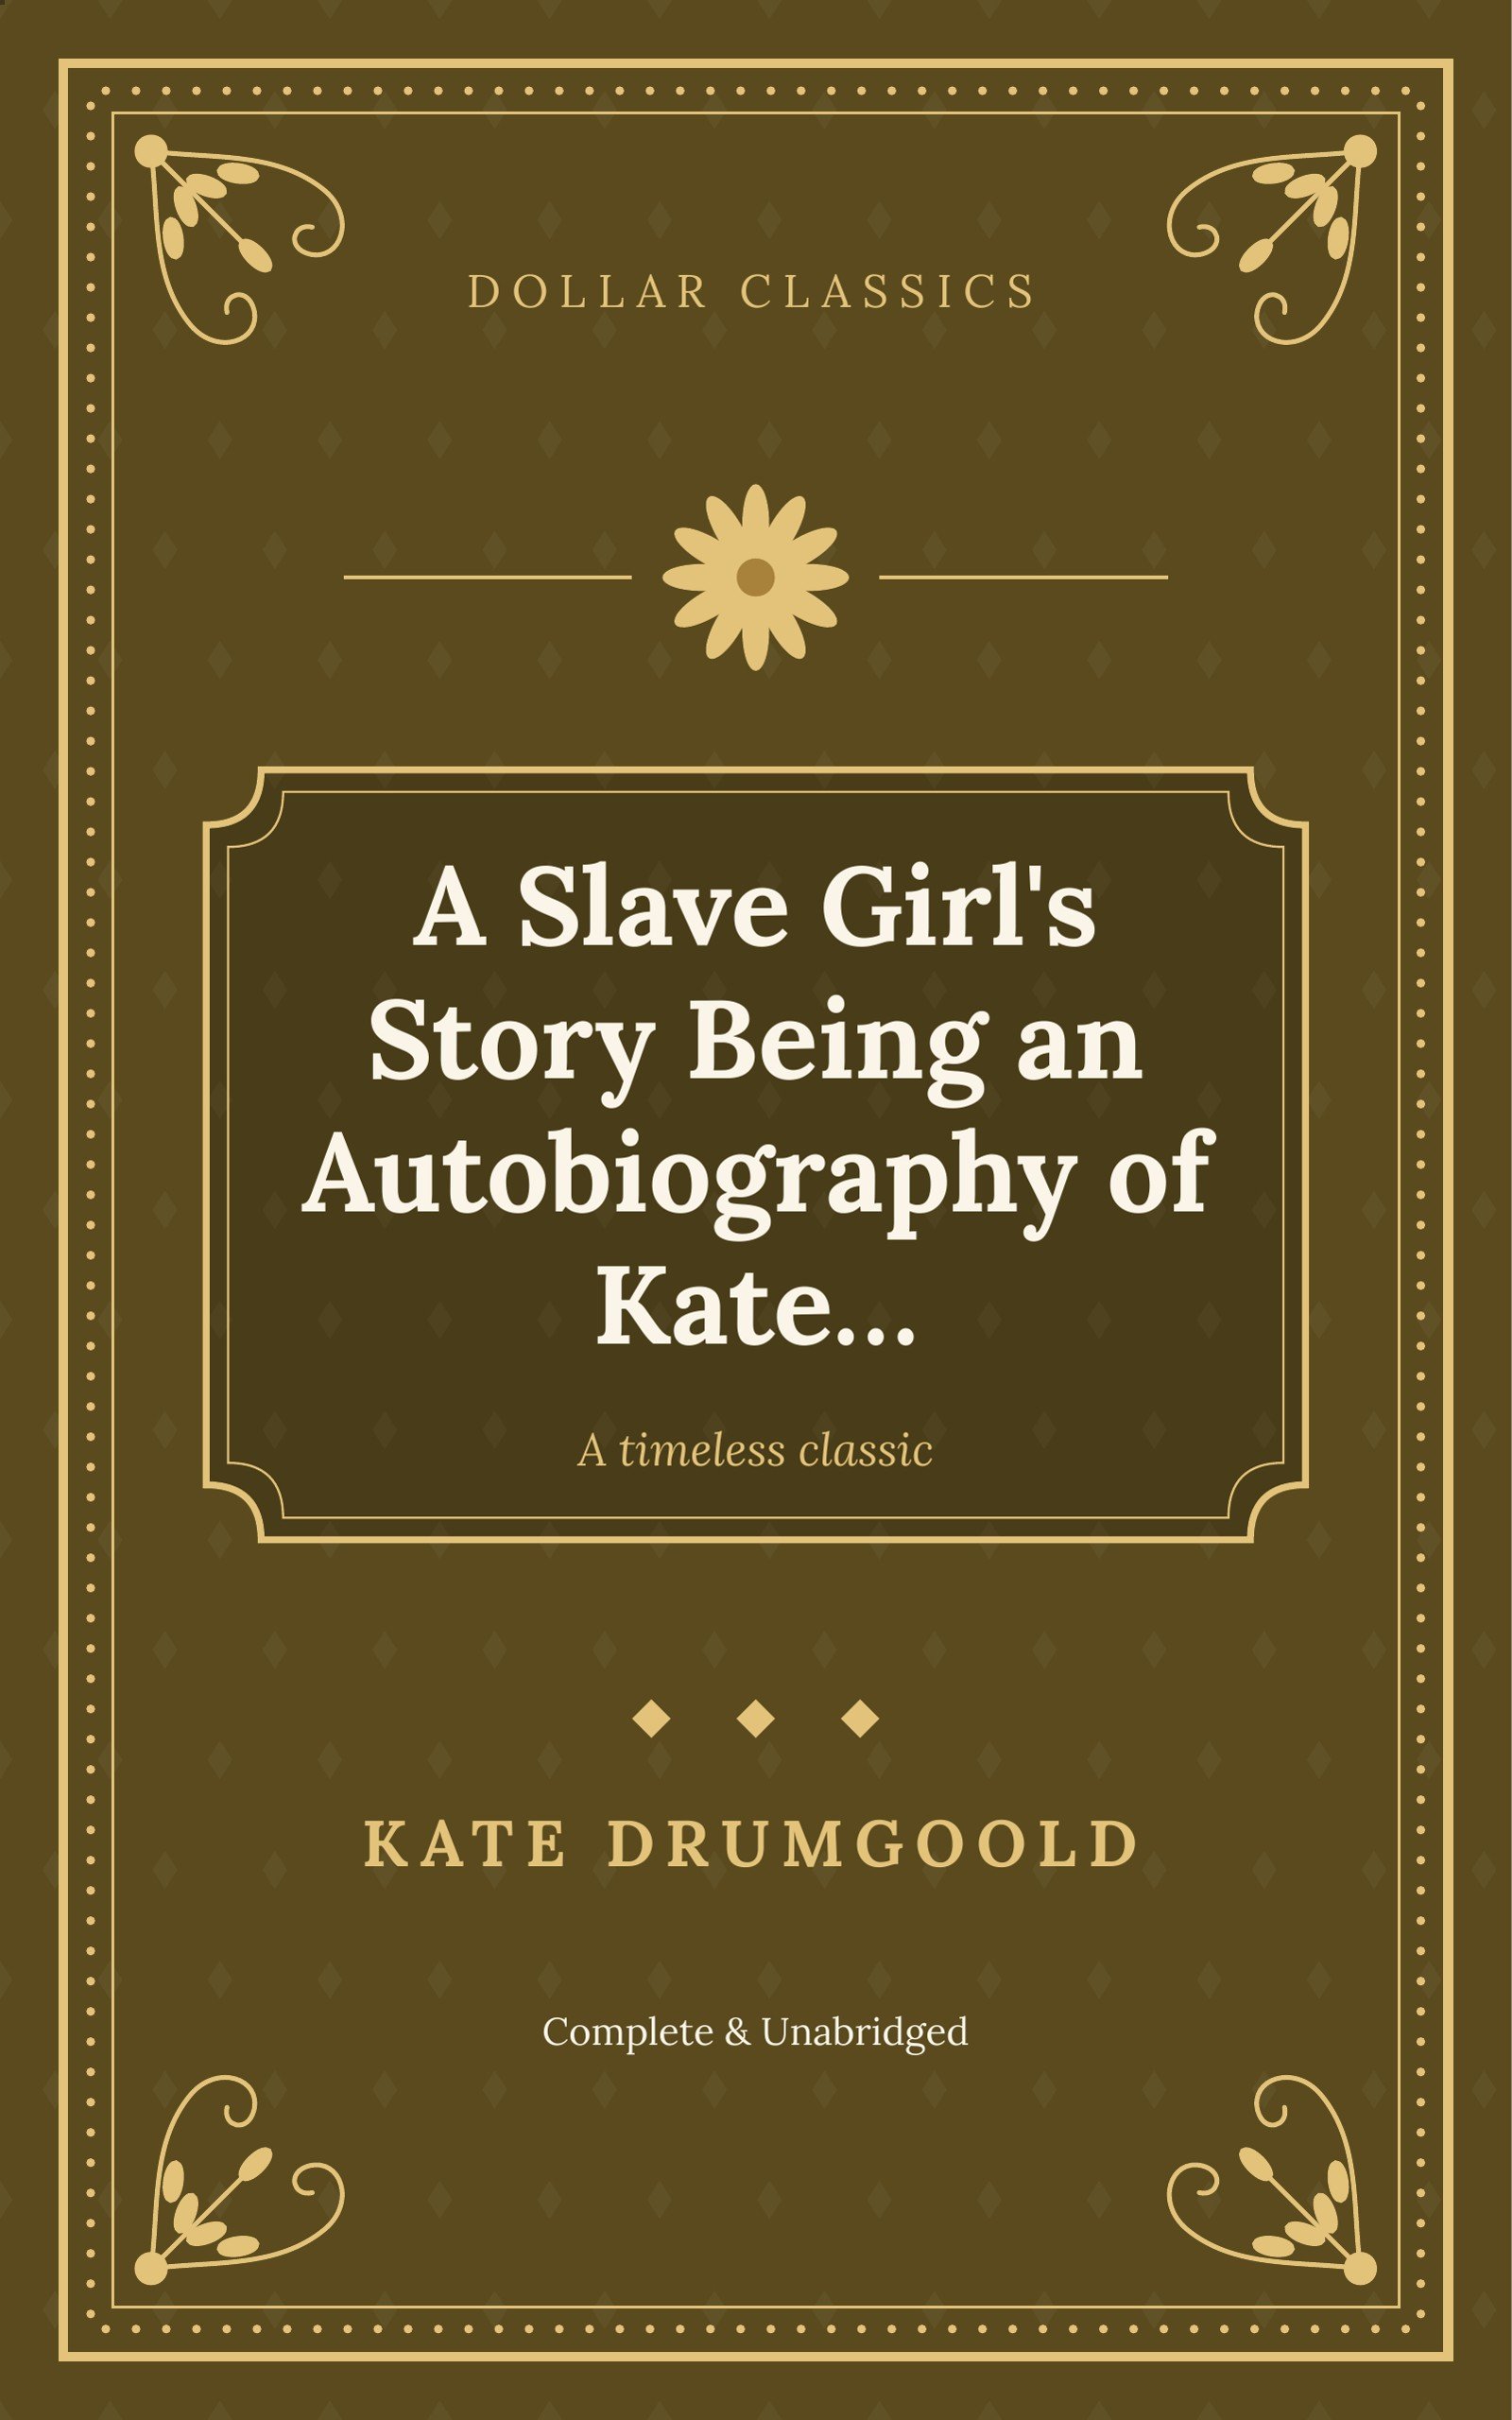 DOLLAR CLASSICS
A Slave Girl's
Story Being an
Autobiography of
Kate...
A timeless classic
KATE DRUMGOOLD
Complete & Unabridged